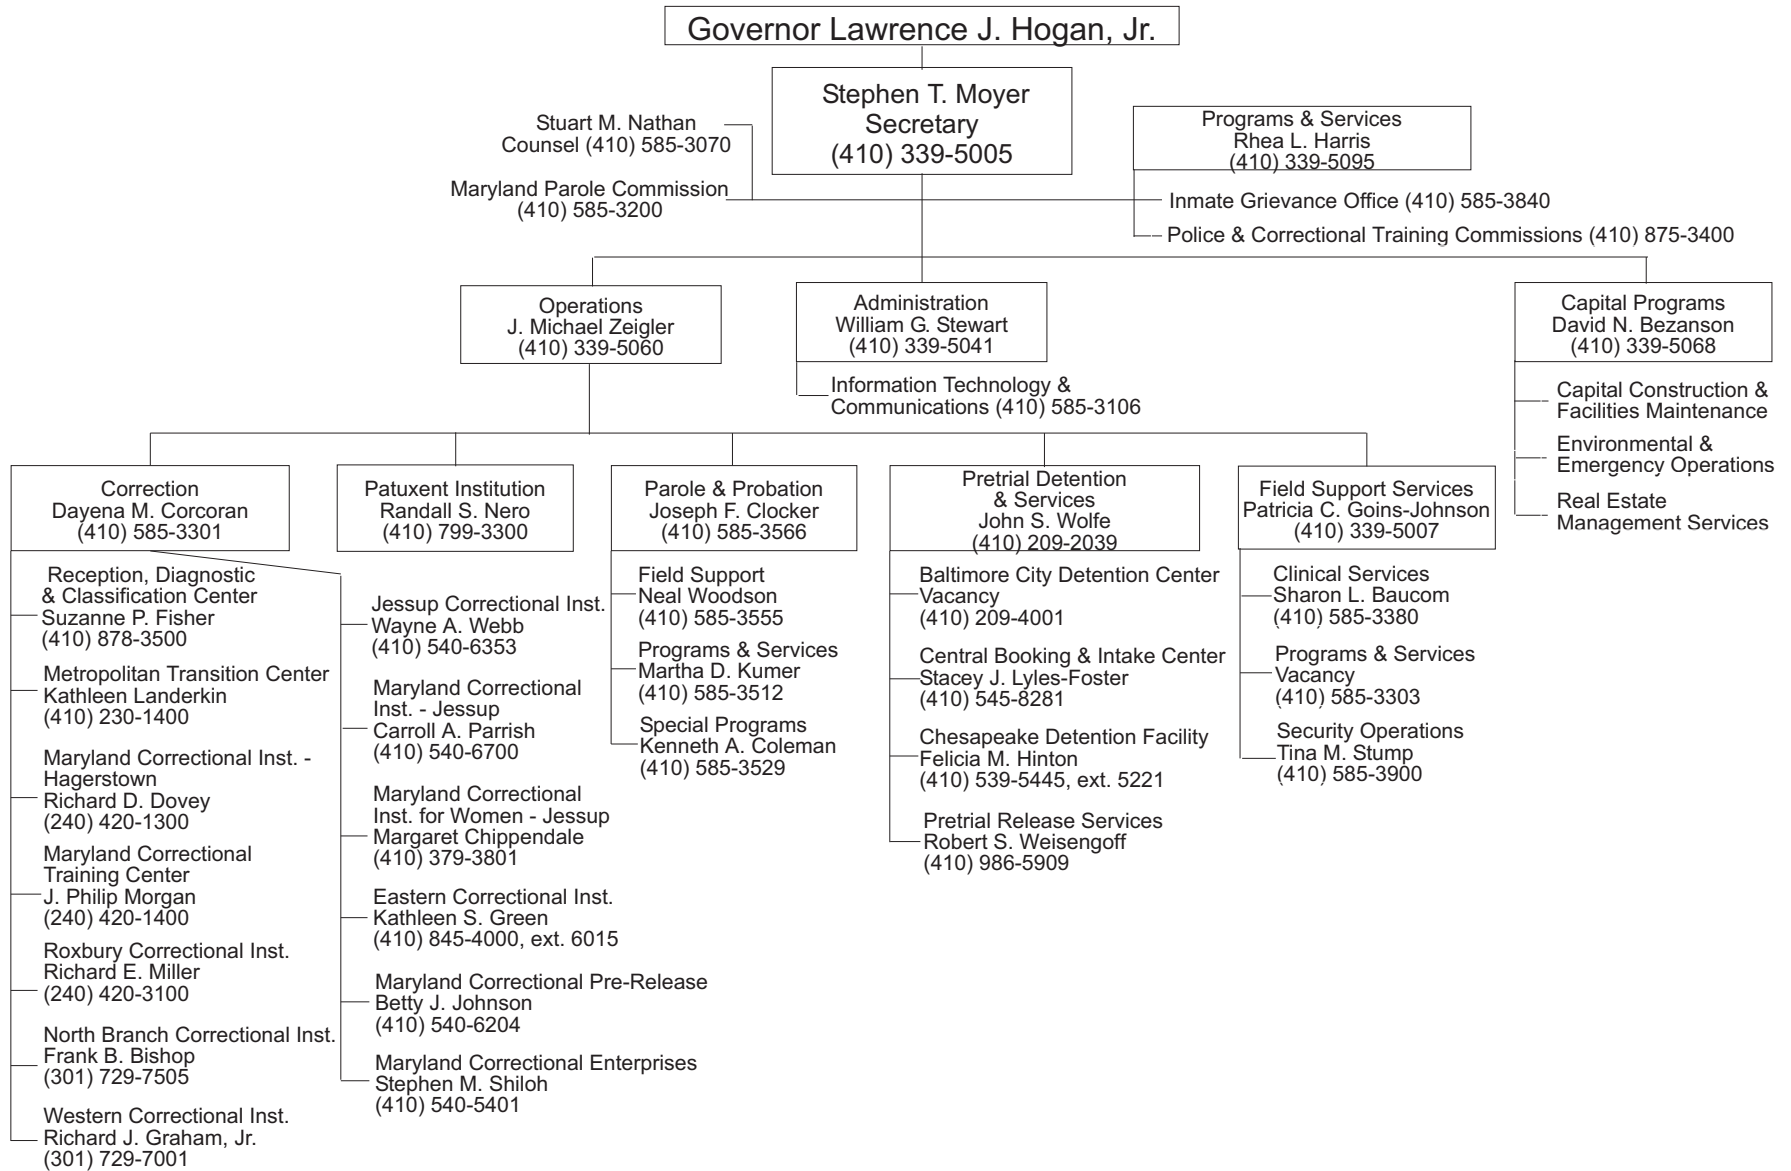 Governor Lawrence J. Hogan, Jr.
Stephen T. Moyer
Secretary
(410) 339-5005
Stuart M. Nathan
Counsel (410) 585-3070
Maryland Parole Commission
(410) 585-3200
Programs & Services
Rhea L. Harris
(410) 339-5095
Inmate Grievance Office (410) 585-3840
Police & Correctional Training Commissions (410) 875-3400
Operations
J. Michael Zeigler
(410) 339-5060
Administration
William G. Stewart
(410) 339-5041
Information Technology &
Communications (410) 585-3106
Capital Programs
David N. Bezanson
(410) 339-5068
Capital Construction &
Facilities Maintenance
Environmental &
Emergency Operations
Real Estate
Management Services
Correction
Dayena M. Corcoran
(410) 585-3301
Reception, Diagnostic
& Classification Center
Suzanne P. Fisher
(410) 878-3500
Metropolitan Transition Center
Kathleen Landerkin
(410) 230-1400
Maryland Correctional Inst. -
Hagerstown
Richard D. Dovey
(240) 420-1300
Maryland Correctional
Training Center
J. Philip Morgan
(240) 420-1400
Roxbury Correctional Inst.
Richard E. Miller
(240) 420-3100
North Branch Correctional Inst.
Frank B. Bishop
(301) 729-7505
Western Correctional Inst.
Richard J. Graham, Jr.
(301) 729-7001
Jessup Correctional Inst.
Wayne A. Webb
(410) 540-6353
Maryland Correctional
Inst. - Jessup
Carroll A. Parrish
(410) 540-6700
Maryland Correctional
Inst. for Women - Jessup
Margaret Chippendale
(410) 379-3801
Eastern Correctional Inst.
Kathleen S. Green
(410) 845-4000, ext. 6015
Maryland Correctional Pre-Release
Betty J. Johnson
(410) 540-6204
Maryland Correctional Enterprises
Stephen M. Shiloh
(410) 540-5401
Patuxent Institution
Randall S. Nero
(410) 799-3300
Parole & Probation
Joseph F. Clocker
(410) 585-3566
Field Support
Neal Woodson
(410) 585-3555
Programs & Services
Martha D. Kumer
(410) 585-3512
Special Programs
Kenneth A. Coleman
(410) 585-3529
Pretrial Detention
& Services
John S. Wolfe
(410) 209-2039
Baltimore City Detention Center
Vacancy
(410) 209-4001
Central Booking & Intake Center
Stacey J. Lyles-Foster
(410) 545-8281
Chesapeake Detention Facility
Felicia M. Hinton
(410) 539-5445, ext. 5221
Pretrial Release Services
Robert S. Weisengoff
(410) 986-5909
Field Support Services
Patricia C. Goins-Johnson
(410) 339-5007
Clinical Services
Sharon L. Baucom
(410) 585-3380
Programs & Services
Vacancy
(410) 585-3303
Security Operations
Tina M. Stump
(410) 585-3900